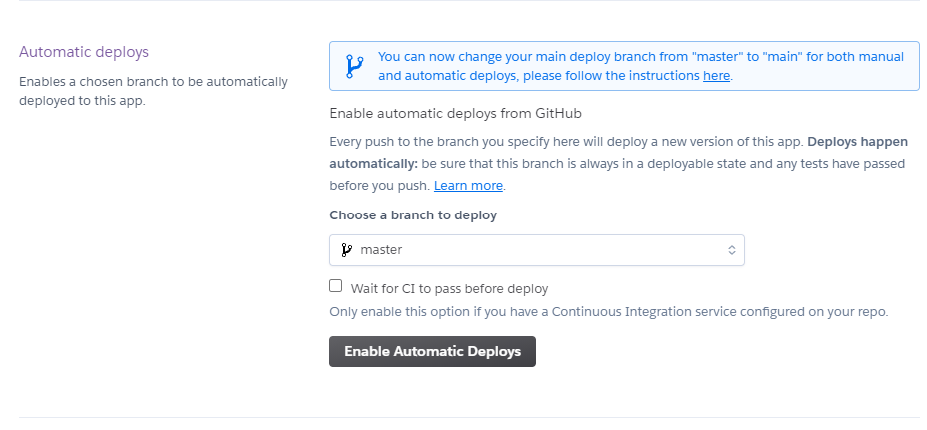 Automatic deploys
Enables a chosen branch to be automatically
deployed to this app.
You can now change your main deploy branch from "master" to "main" for both manual
and automatic deploys, please follow the instructions here.
Enable automatic deploys from GitHub
Every push to the branch you specify here will deploy a new version of this app. Deploys happen
automatically: be sure that this branch is always in a deployable state and any tests have passed
before you push. Learn more.
Choose a branch to deploy
master
Wait for CI to pass before deploy
Only enable this option if you have a Continuous Integration service configured on your repo.
Enable Automatic Deploys